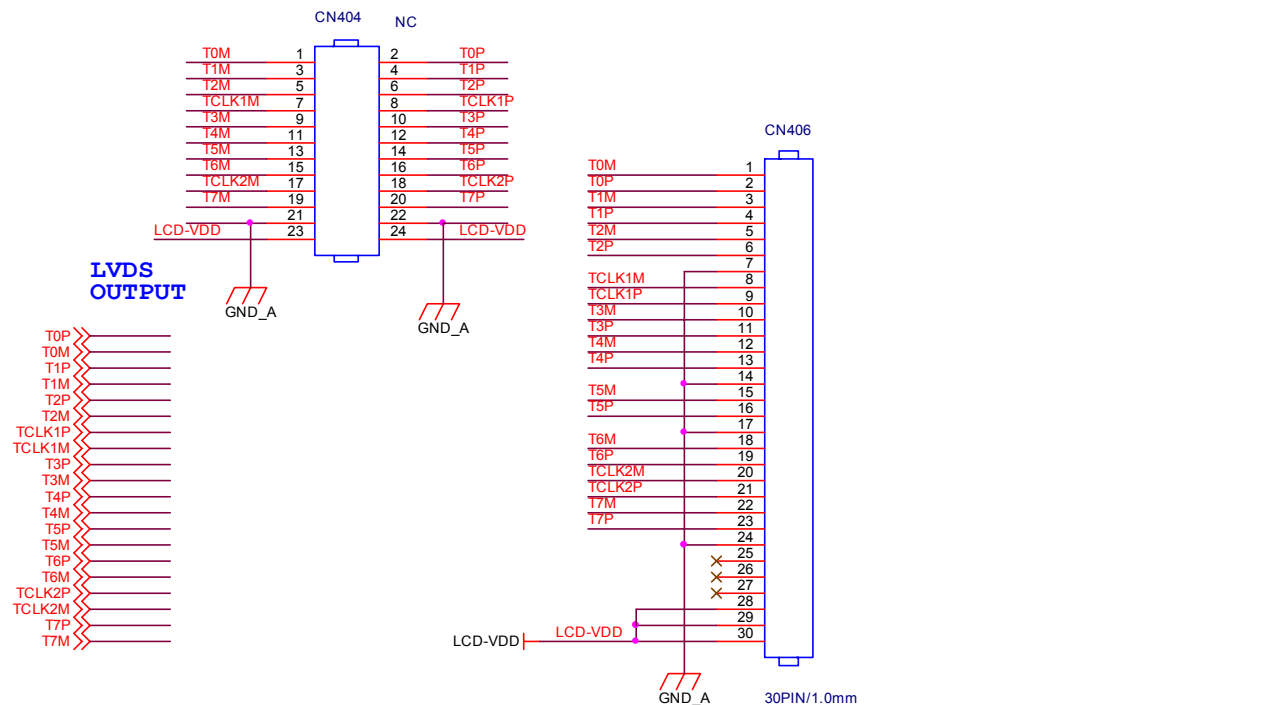 CN404
NC
T0M 1 2 T0P
T1M 3 4 T1P
T2M 5 6 T2P
TCLK1M 7 8 TCLK1P
T3M 9 10 T3P
T4M 11 12 T4P
T5M 13 14 T5P
T6M 15 16 T6P
TCLK2M 17 18 TCLK2P
T7M 19 20 T7P
21 22
LCD-VDD 23 24 LCD-VDD
GND_A
GND_A
LVDS
OUTPUT
T0P
T0M
T1P
T1M
T2P
T2M
TCLK1P
TCLK1M
T3P
T3M
T4P
T4M
T5P
T5M
T6P
T6M
TCLK2P
TCLK2M
T7P
T7M
CN406
T0M 1
T0P 2
T1M 3
T1P 4
T2M 5
T2P 6
7
TCLK1M 8
TCLK1P 9
T3M 10
T3P 11
T4M 12
T4P 13
14
T5M 15
T5P 16
17
T6M 18
T6P 19
TCLK2M 20
TCLK2P 21
T7M 22
T7P 23
24
25
26
27
28
29
LCD-VDD LCD-VDD 30
GND_A
30PIN/1.0mm